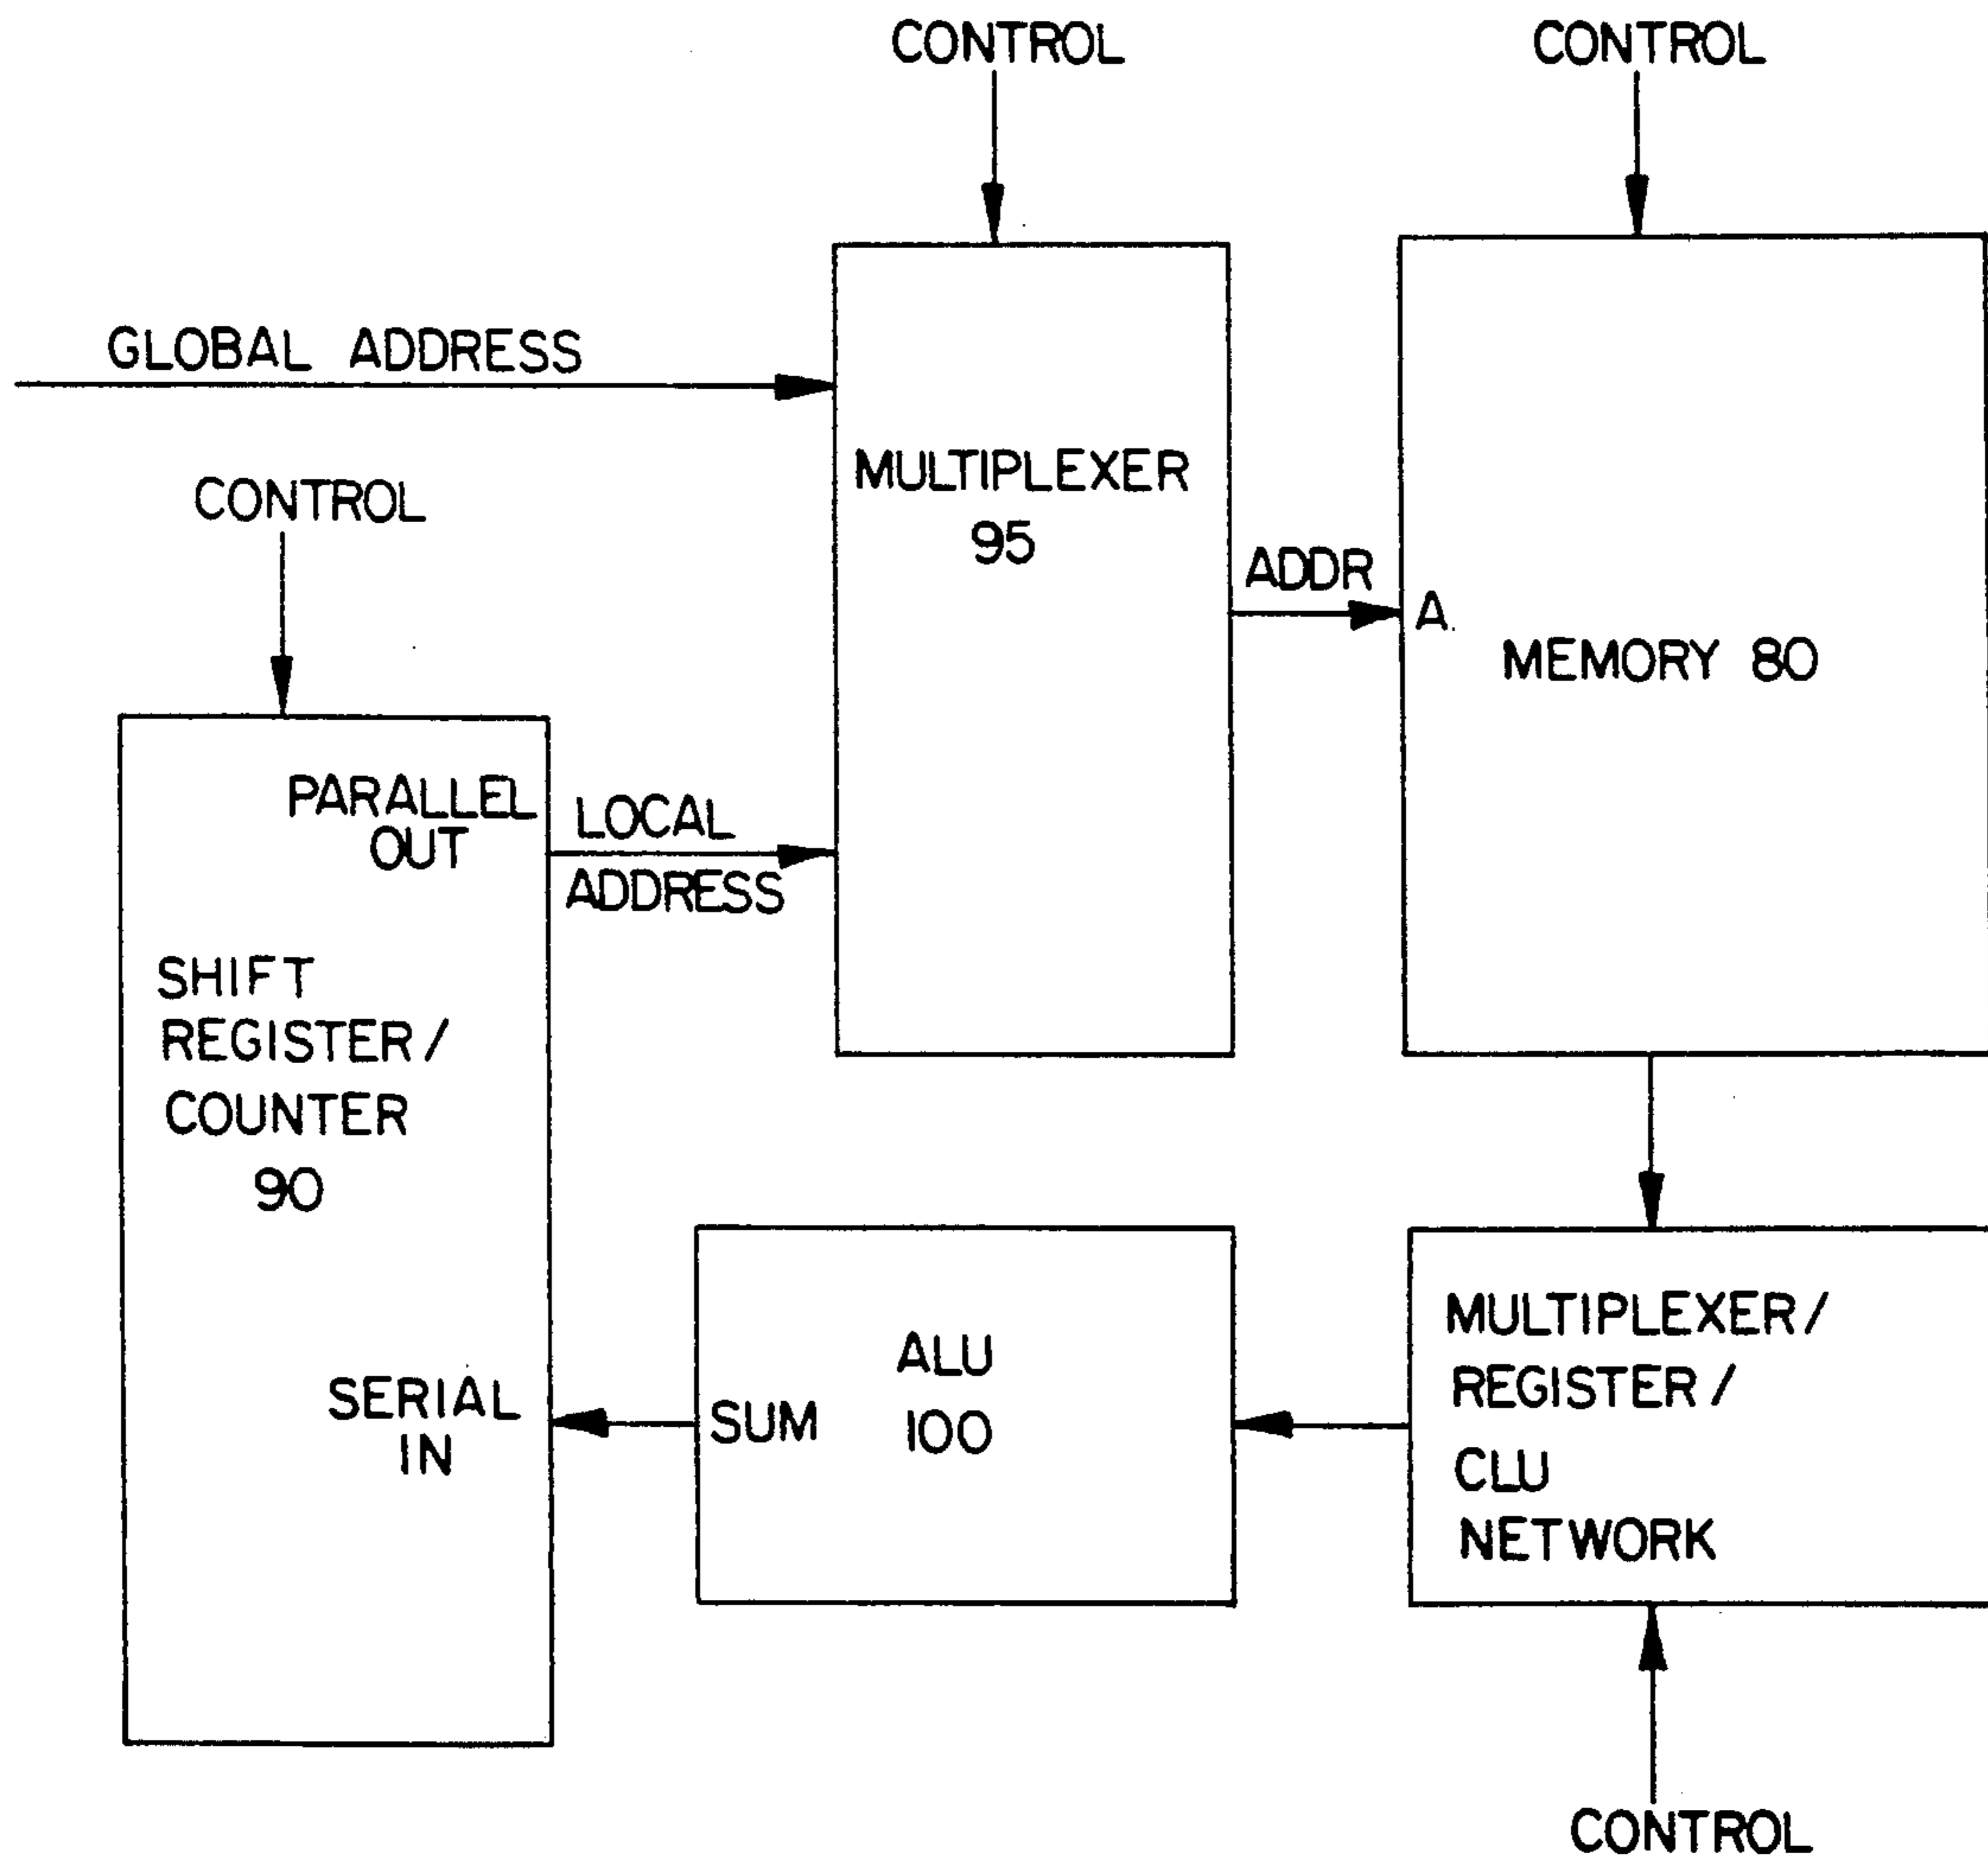 CONTROL
CONTROL
GLOBAL ADDRESS
CONTROL
MULTIPLEXER
95
ADDR
A
MEMORY 80
PARALLEL
OUT
LOCAL
ADDRESS
SHIFT
REGISTER/
COUNTER
90
SERIAL
IN
SUM
ALU
100
MULTIPLEXER/
REGISTER/
CLU
NETWORK
CONTROL